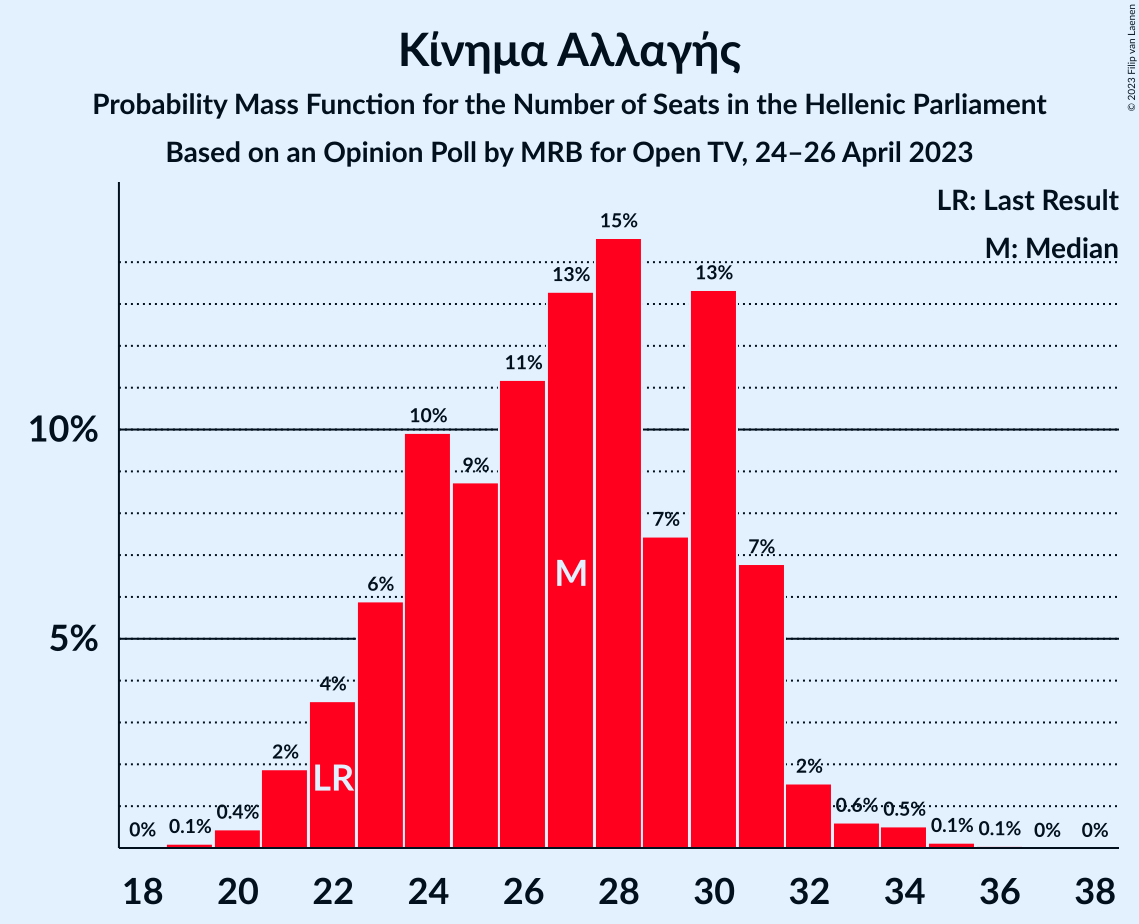 Κίνημα Αλλαγής
Probability Mass Function for the Number of Seats in the Hellenic Parliament
Based on an Opinion Poll by MRB for Open TV, 24–26 April 2023
© 2023 Filip van Laenen
LR: Last Result
M: Median
10%
5%
0%
0.1%
0.4%
2%
4%
6%
10%
9%
11%
13%
15%
7%
13%
7%
2%
0.6%
0.5%
0.1%
0.1%
0%
0%
LR
M
18 20 22 24 26 28 30 32 34 36 38